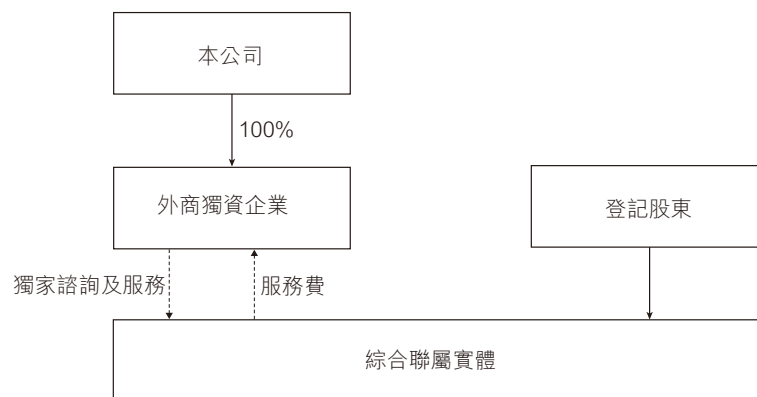 本公司
100%
外商獨資企業
登記股東
獨家諮詢及服務
服務費
綜合聯屬實體